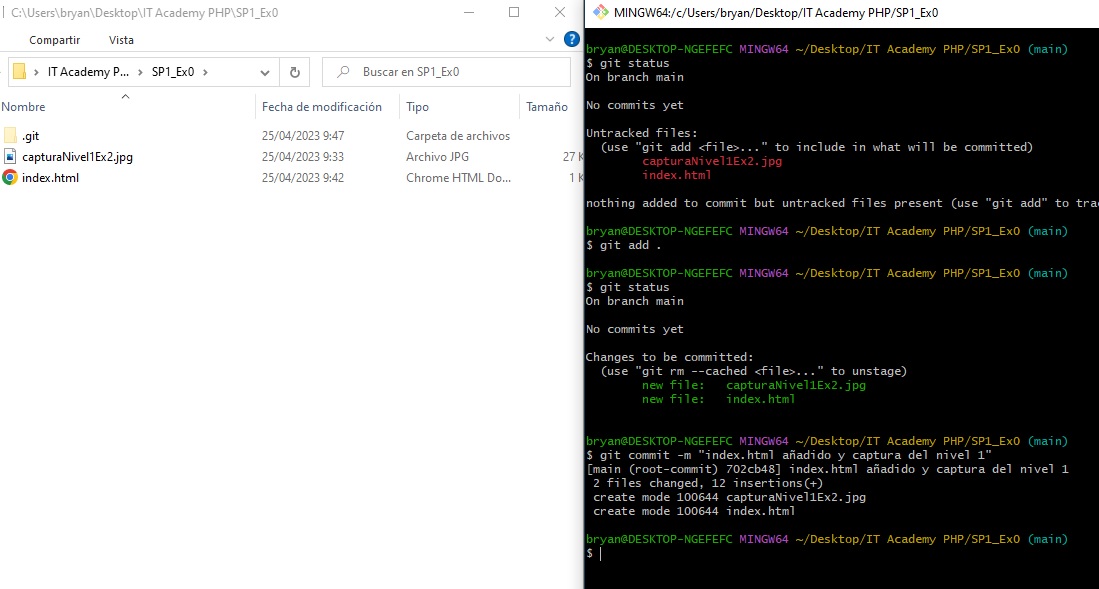 C:\Users\bryan\Desktop\IT Academy PHP\SP1_Ex0
Compartir Vista
IT Academy P... > SP1_Ex0 >
Buscar en SP1_Ex0
Nombre Fecha de modificación Tipo Tamaño
.git 25/04/2023 9:47 Carpeta de archivos
capturaNivel1Ex2.jpg 25/04/2023 9:33 Archivo JPG 27 K
index.html 25/04/2023 9:42 Chrome HTML Do... 1 K
MINGW64:/c/Users/bryan/Desktop/IT Academy PHP/SP1_Ex0
bryan@DESKTOP-NGEFEFC MINGW64 ~/Desktop/IT Academy PHP/SP1_Ex0 (main)
$ git status
On branch main
No commits yet
Untracked files:
(use "git add <file>..." to include in what will be committed)
capturaNivel1Ex2.jpg
index.html
nothing added to commit but untracked files present (use "git add" to trac
bryan@DESKTOP-NGEFEFC MINGW64 ~/Desktop/IT Academy PHP/SP1_Ex0 (main)
$ git add .
bryan@DESKTOP-NGEFEFC MINGW64 ~/Desktop/IT Academy PHP/SP1_Ex0 (main)
$ git status
On branch main
No commits yet
Changes to be committed:
(use "git rm --cached <file>..." to unstage)
new file: capturaNivel1Ex2.jpg
new file: index.html
bryan@DESKTOP-NGEFEFC MINGW64 ~/Desktop/IT Academy PHP/SP1_Ex0 (main)
$ git commit -m "index.html añadido y captura del nivel 1"
[main (root-commit) 702cb48] index.html añadido y captura del nivel 1
2 files changed, 12 insertions(+)
create mode 100644 capturaNivel1Ex2.jpg
create mode 100644 index.html
bryan@DESKTOP-NGEFEFC MINGW64 ~/Desktop/IT Academy PHP/SP1_Ex0 (main)
$